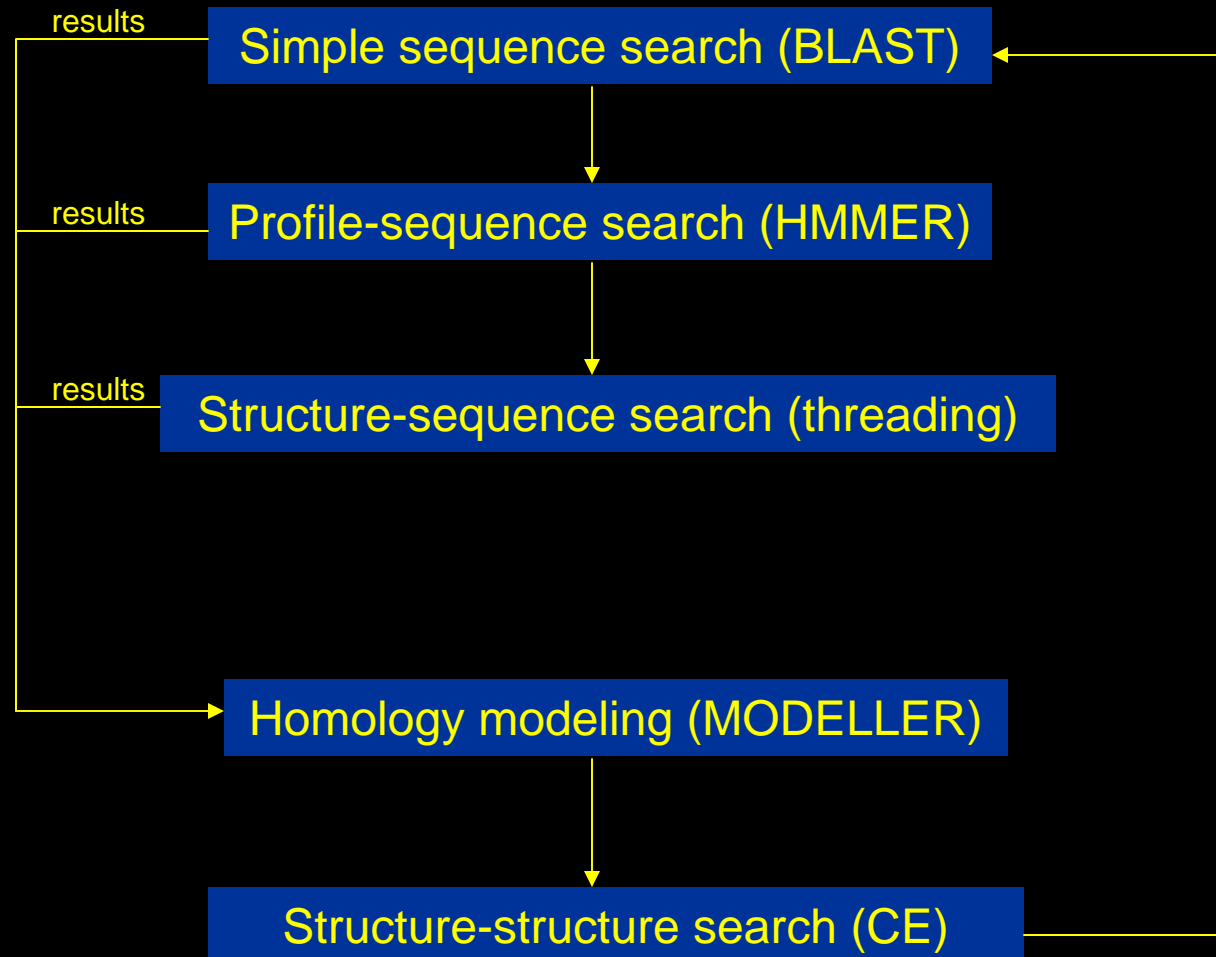 results
Simple sequence search (BLAST)
results
Profile-sequence search (HMMER)
results
Structure-sequence search (threading)
Homology modeling (MODELLER)
Structure-structure search (CE)